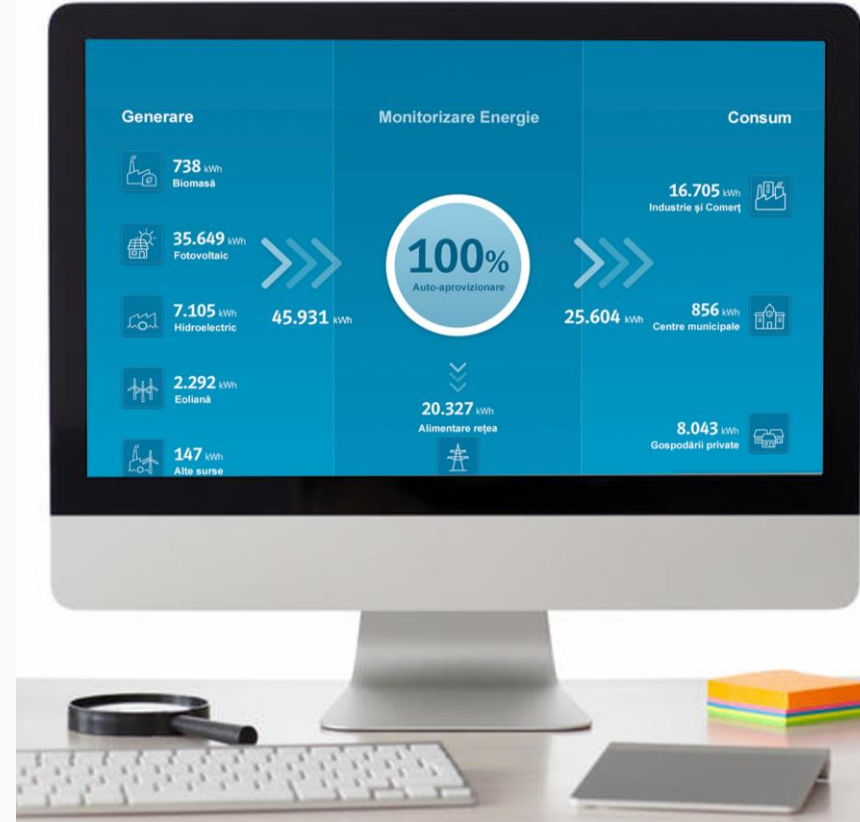 Generare
738 kWh
Biomasă
35.649 kWh
Fotovoltaic
7.105 kWh
Hidroelectric
2.292 kWh
Eoliană
147 kWh
Alte surse
45.931 kWh
Monitorizare Energie
100%
Auto-aprovizionare
20.327 kWh
Alimentare rețea
25.604 kWh
Consum
16.705 kWh
Industrie și Comerț
856 kWh
Centre municipale
8.043 kWh
Gospodării private